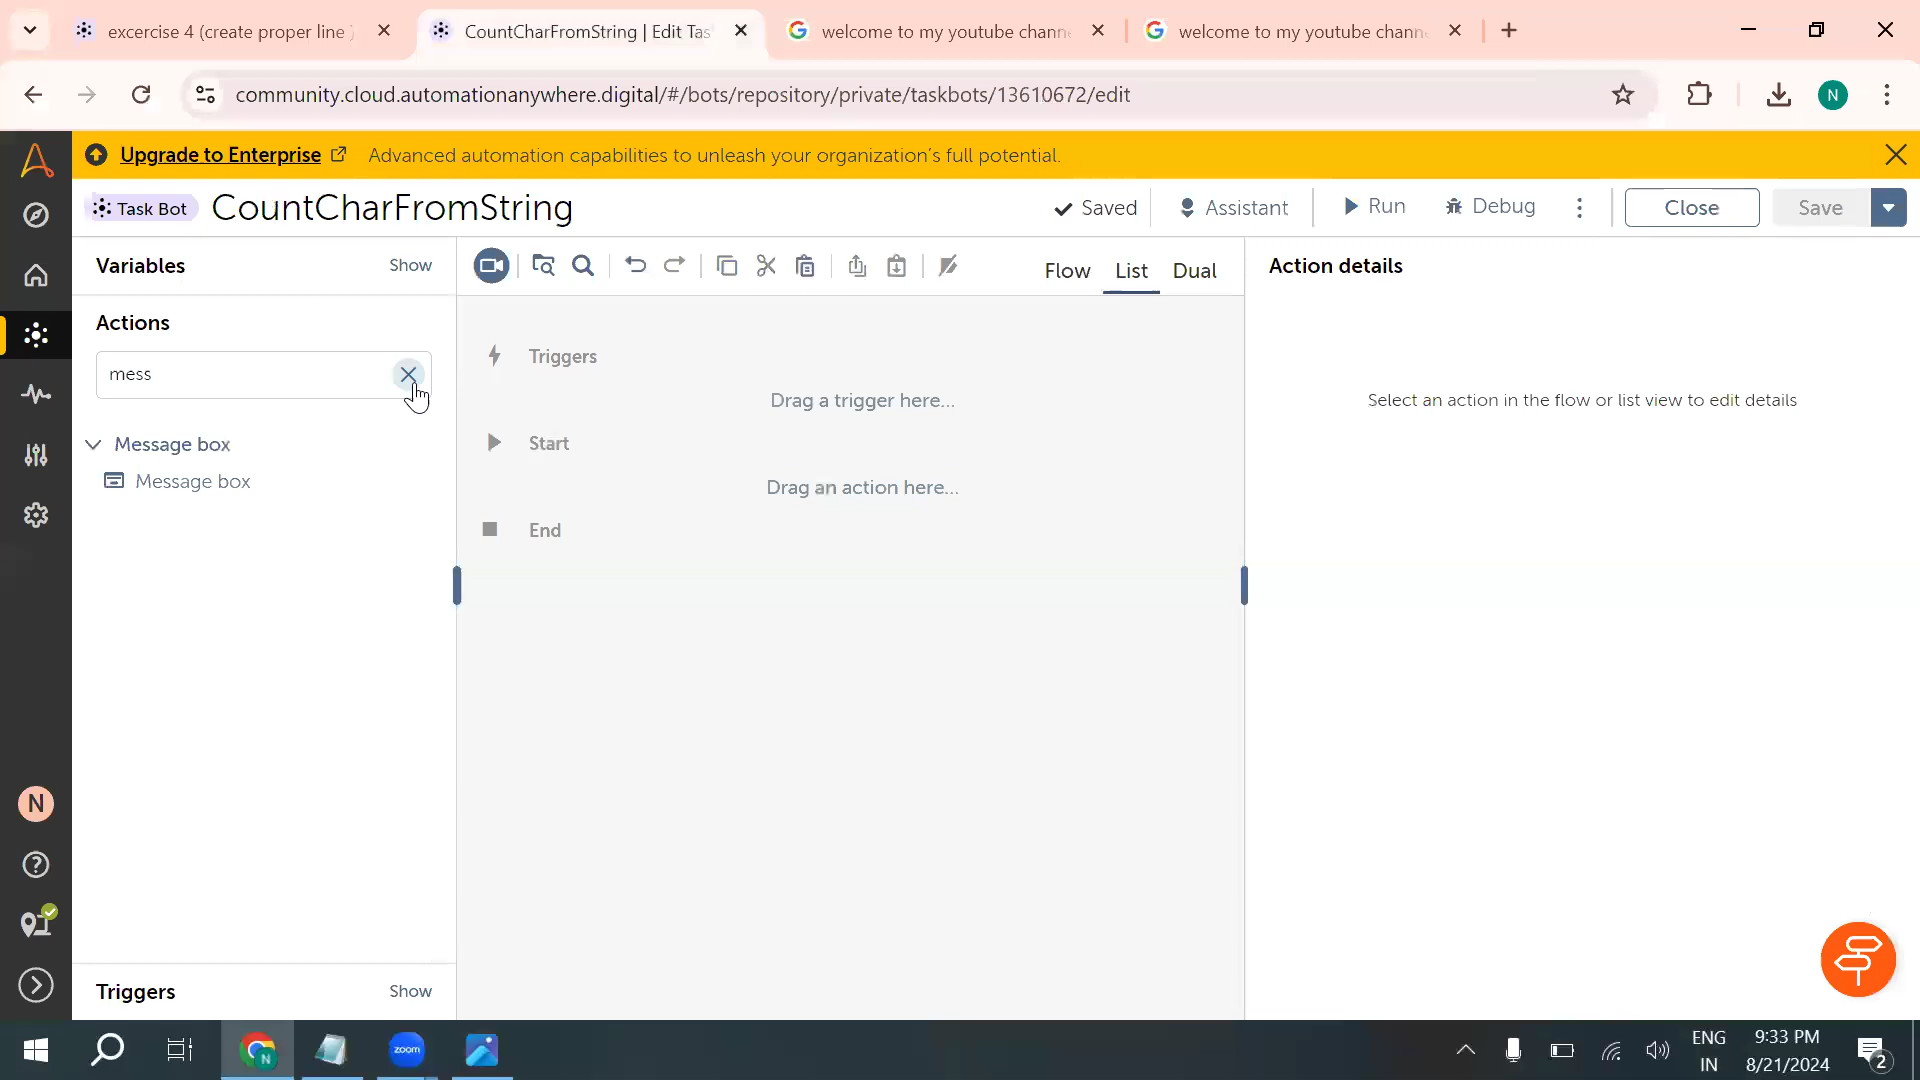 excercise 4 (create proper line
CountCharFromString | Edit Tas
welcome to my youtube chann
welcome to my youtube chann
community.cloud.automationanywhere.digital/#/bots/repository/private/taskbots/13610672/edit
N
Upgrade to Enterprise
Advanced automation capabilities to unleash your organization's full potential.
Task Bot
CountCharFromString
Saved
Assistant
Run
Debug
Close
Save
Variables
Show
Flow
List
Dual
Action details
Actions
mess
Message box
Message box
Triggers
Drag a trigger here...
Start
Drag an action here...
End
Select an action in the flow or list view to edit details
N
Triggers
Show
N
zoom
ENG
IN
9:33 PM
8/21/2024
2